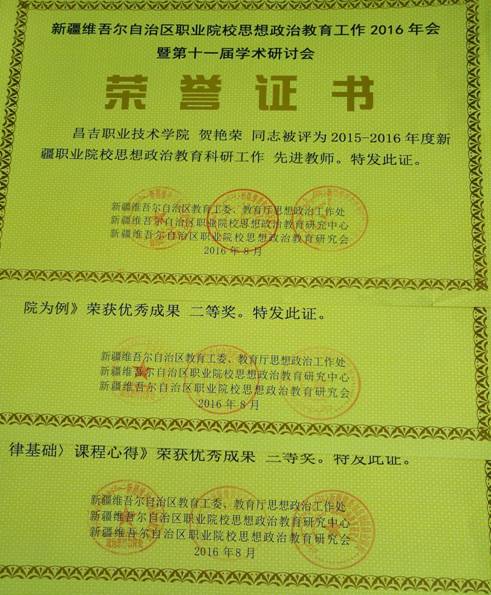 新疆维吾尔自治区职业院校思想政治教育工作2016年会
暨第十一届学术研讨会
荣誉证书
昌吉职业技术学院 贺艳荣 同志被评为2015-2016年度新
疆职业院校思想政治教育科研工作 先进教师。特发此证。
新疆维吾尔自治区教育工委、教育厅思想政治工作处
新疆维吾尔自治区职业院校思想政治教育研究中心
新疆维吾尔自治区职业院校思想政治教育研究会
2016年8月
院为例》荣获优秀成果 二等奖。特发此证。
新疆维吾尔自治区教育工委、教育厅思想政治工作处
新疆维吾尔自治区职业院校思想政治教育研究中心
新疆维吾尔自治区职业院校思想政治教育研究会
2016年8月
律基础〉课程心得》荣获优秀成果 三等奖。特发此证。
新疆维吾尔自治区教育工委、教育厅思想政治工作处
新疆维吾尔自治区职业院校思想政治教育研究中心
新疆维吾尔自治区职业院校思想政治教育研究会
2016年8月